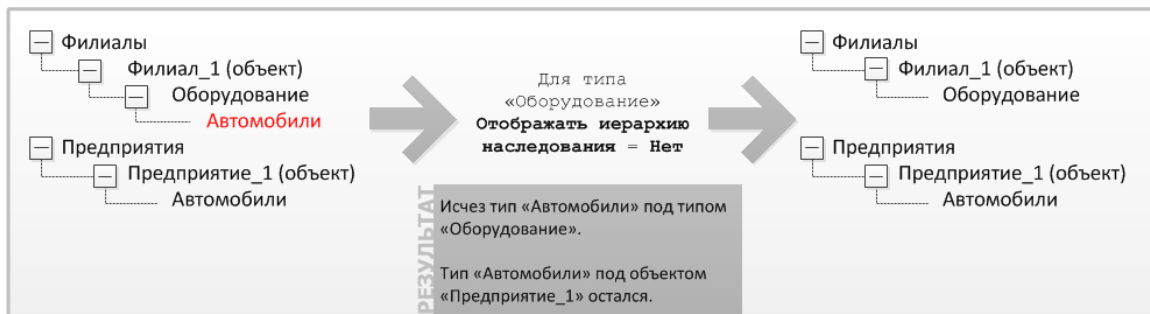 Филиалы
Филиал_1 (объект)
Оборудование
Автомобили
Предприятия
Предприятие_1 (объект)
Автомобили
Для типа
«Оборудование»
Отображать иерархию
наследования = Нет
РЕЗУЛЬТАТ
Исчез тип «Автомобили» под типом
«Оборудование».
Тип «Автомобили» под объектом
«Предприятие_1» остался.
Филиалы
Филиал_1 (объект)
Оборудование
Предприятия
Предприятие_1 (объект)
Автомобили